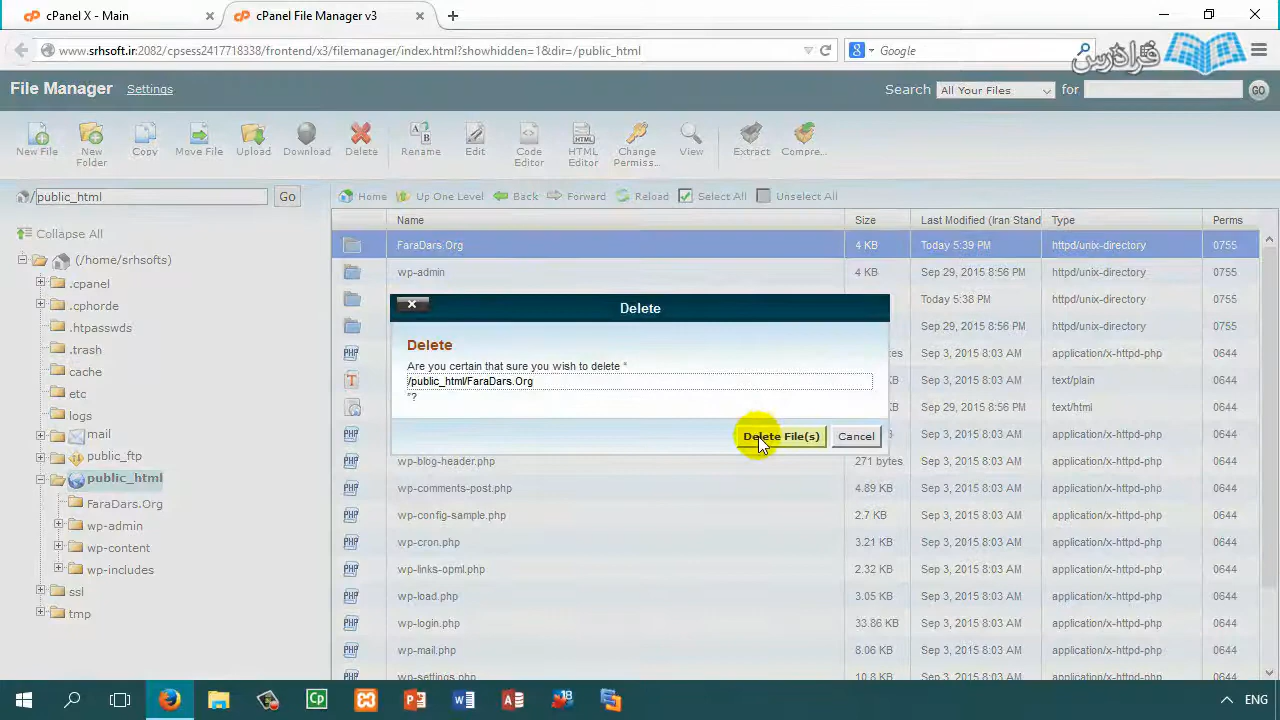 cPanel X - Main
cPanel File Manager v3
www.srhsoft.ir:2082/cpsess2417718338/frontend/x3/filemanager/index.html?showhidden=1&dir=/public_html
Google
فرادرس
File Manager
Settings
Search
All Your Files
for
GO
New File
New Folder
Copy
Move File
Upload
Download
Delete
Rename
Edit
Code Editor
HTML Editor
Change Permiss...
View
Extract
Compre...
/
public_html
Go
Home
Up One Level
Back
Forward
Reload
Select All
Unselect All
Collapse All
(/home/srhsofts)
.cpanel
.cphorde
.htpasswds
.trash
cache
etc
logs
mail
public_ftp
public_html
FaraDars.Org
wp-admin
wp-content
wp-includes
ssl
tmp
Name Size Last Modified (Iran Stand Type Perms
FaraDars.Org 4 KB Today 5:39 PM httpd/unix-directory 0755
wp-admin 4 KB Sep 29, 2015 8:56 PM httpd/unix-directory 0755
Today 5:38 PM httpd/unix-directory 0755
Sep 29, 2015 8:56 PM httpd/unix-directory 0755
Sep 3, 2015 8:03 AM application/x-httpd-php 0644
Sep 3, 2015 8:03 AM text/plain 0644
Sep 29, 2015 8:56 PM text/html 0644
Sep 3, 2015 8:03 AM application/x-httpd-php 0644
wp-blog-header.php 271 bytes Sep 3, 2015 8:03 AM application/x-httpd-php 0644
wp-comments-post.php 4.89 KB Sep 3, 2015 8:03 AM application/x-httpd-php 0644
wp-config-sample.php 2.7 KB Sep 3, 2015 8:03 AM application/x-httpd-php 0644
wp-cron.php 3.21 KB Sep 3, 2015 8:03 AM application/x-httpd-php 0644
wp-links-opml.php 2.32 KB Sep 3, 2015 8:03 AM application/x-httpd-php 0644
wp-load.php 3.05 KB Sep 3, 2015 8:03 AM application/x-httpd-php 0644
wp-login.php 33.86 KB Sep 3, 2015 8:03 AM application/x-httpd-php 0644
wp-mail.php 8.06 KB Sep 3, 2015 8:03 AM application/x-httpd-php 0644
wp-settings.php 10.8 KB Sep 3, 2015 8:03 AM application/x-httpd-php 0644
Delete
Delete
Are you certain that sure you wish to delete "
/public_html/FaraDars.Org
"?
Delete File(s)
Cancel
ENG